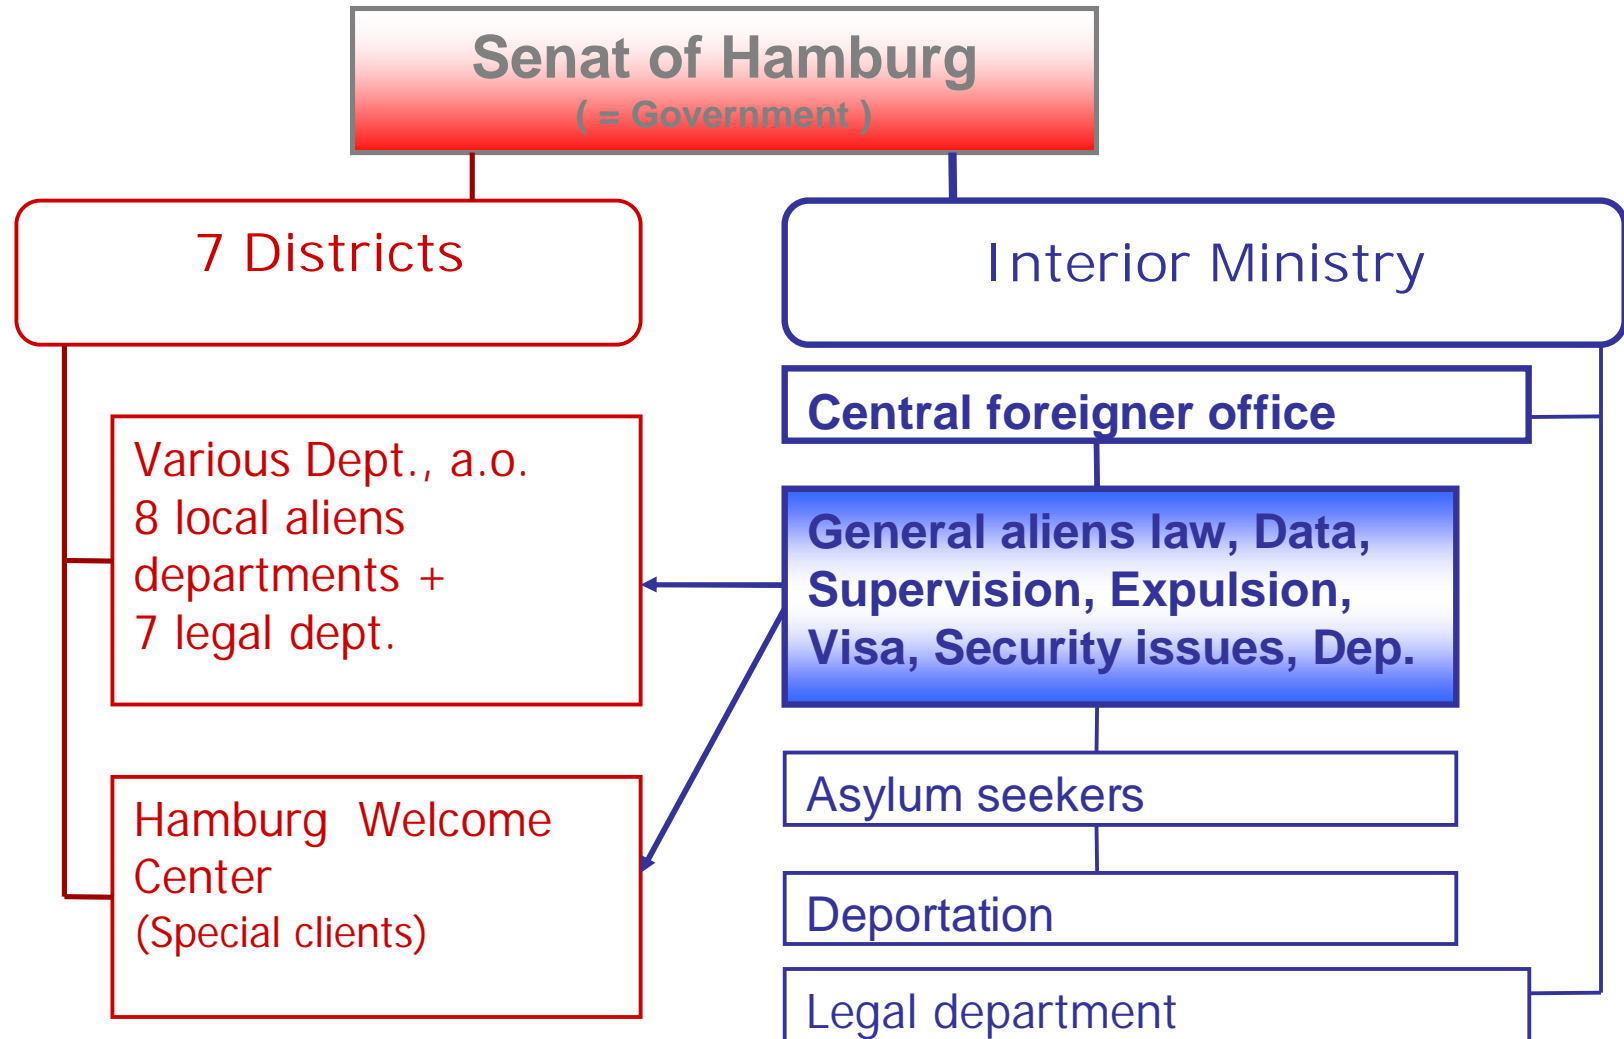 Senat of Hamburg
( = Government )
7 Districts
Interior Ministry
Various Dept., a.o.
8 local aliens
departments +
7 legal dept.
Hamburg Welcome
Center
(Special clients)
Central foreigner office
General aliens law, Data,
Supervision, Expulsion,
Visa, Security issues, Dep.
Asylum seekers
Deportation
Legal department